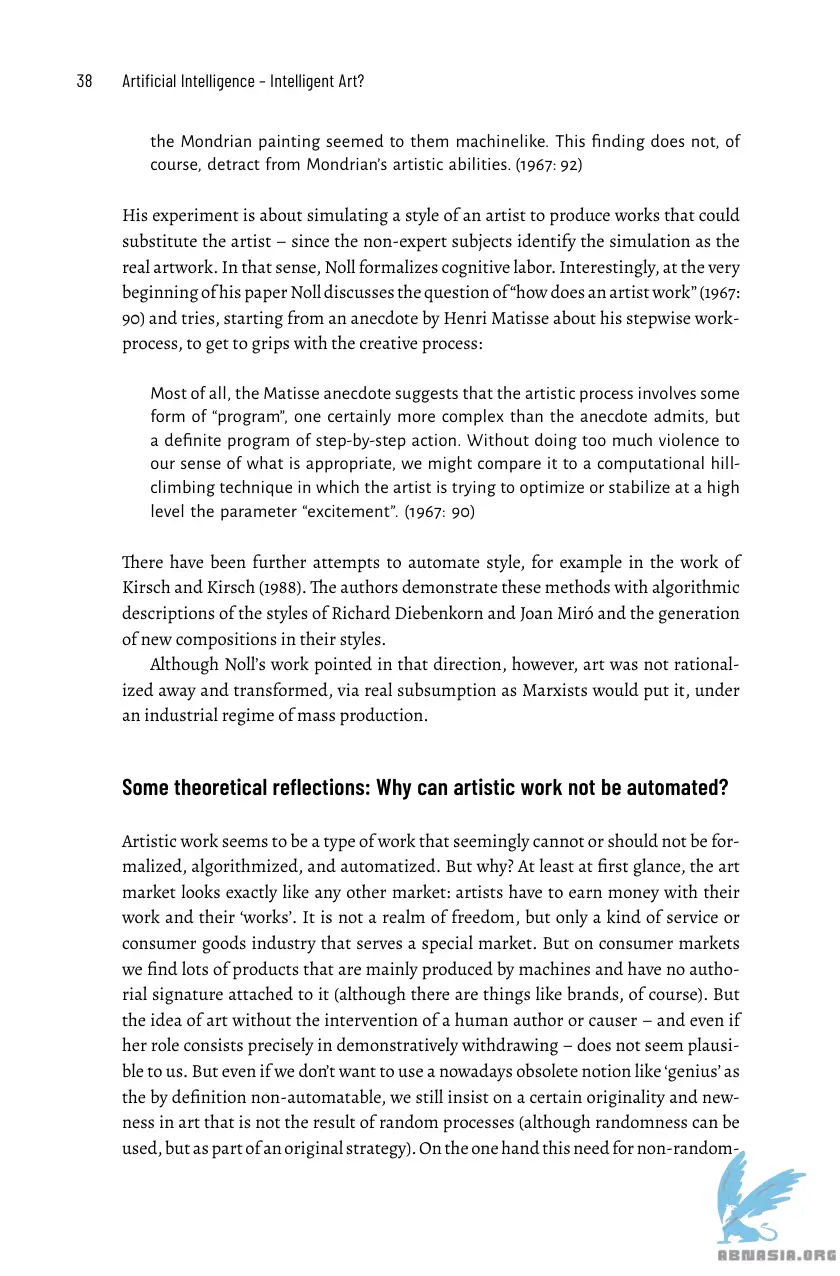 38 Artificial Intelligence – Intelligent Art?
the Mondrian painting seemed to them machinelike. This finding does not, of
course, detract from Mondrian’s artistic abilities. (1967: 92)
His experiment is about simulating a style of an artist to produce works that could
substitute the artist – since the non-expert subjects identify the simulation as the
real artwork. In that sense, Noll formalizes cognitive labor. Interestingly, at the very
beginning of his paper Noll discusses the question of “how does an artist work” (1967:
90) and tries, starting from an anecdote by Henri Matisse about his stepwise work-
process, to get to grips with the creative process:
Most of all, the Matisse anecdote suggests that the artistic process involves some
form of “program”, one certainly more complex than the anecdote admits, but
a definite program of step-by-step action. Without doing too much violence to
our sense of what is appropriate, we might compare it to a computational hill-
climbing technique in which the artist is trying to optimize or stabilize at a high
level the parameter “excitement”. (1967: 90)
There have been further attempts to automate style, for example in the work of
Kirsch and Kirsch (1988). The authors demonstrate these methods with algorithmic
descriptions of the styles of Richard Diebenkorn and Joan Miró and the generation
of new compositions in their styles.
Although Noll’s work pointed in that direction, however, art was not rational-
ized away and transformed, via real subsumption as Marxists would put it, under
an industrial regime of mass production.
Some theoretical reflections: Why can artistic work not be automated?
Artistic work seems to be a type of work that seemingly cannot or should not be for-
malized, algorithmized, and automatized. But why? At least at first glance, the art
market looks exactly like any other market: artists have to earn money with their
work and their ‘works’. It is not a realm of freedom, but only a kind of service or
consumer goods industry that serves a special market. But on consumer markets
we find lots of products that are mainly produced by machines and have no autho-
rial signature attached to it (although there are things like brands, of course). But
the idea of art without the intervention of a human author or causer – and even if
her role consists precisely in demonstratively withdrawing – does not seem plausi-
ble to us. But even if we don’t want to use a nowadays obsolete notion like ‘genius’ as
the by definition non-automatable, we still insist on a certain originality and new-
ness in art that is not the result of random processes (although randomness can be
used, but as part of an original strategy). On the one hand this need for non-random-
ABNASIA.ORG